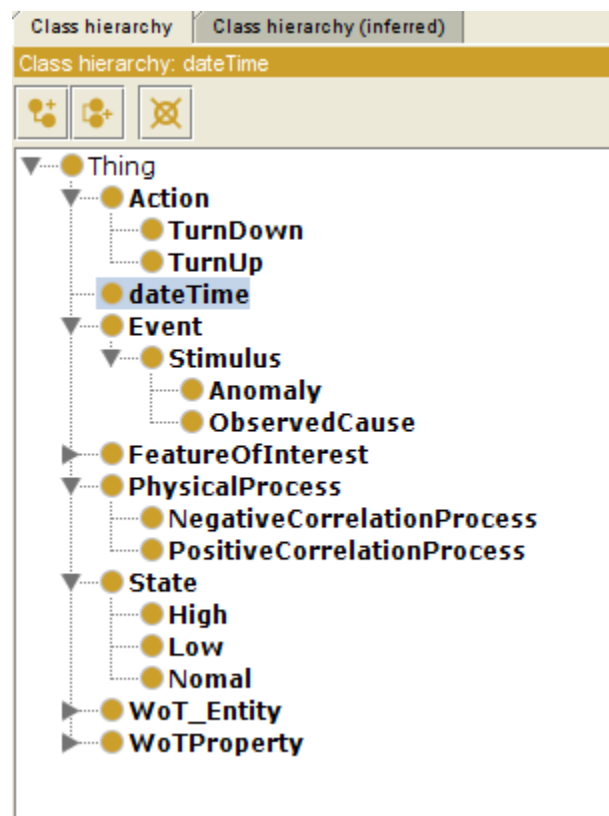 Class hierarchy Class hierarchy (inferred)
Class hierarchy: dateTime
Thing
Action
TurnDown
TurnUp
dateTime
Event
Stimulus
Anomaly
ObservedCause
FeatureOfInterest
PhysicalProcess
NegativeCorrelationProcess
PositiveCorrelationProcess
State
High
Low
Nomal
WoT_Entity
WoTProperty